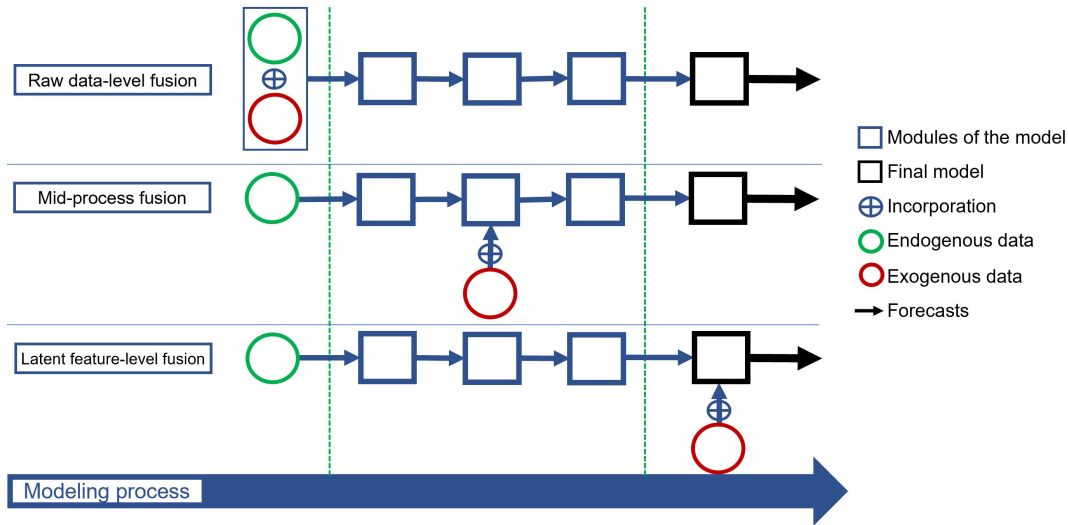 Raw data-level fusion
Mid-process fusion
Latent feature-level fusion
Modules of the model
Final model
Incorporation
Endogenous data
Exogenous data
Forecasts
Modeling process